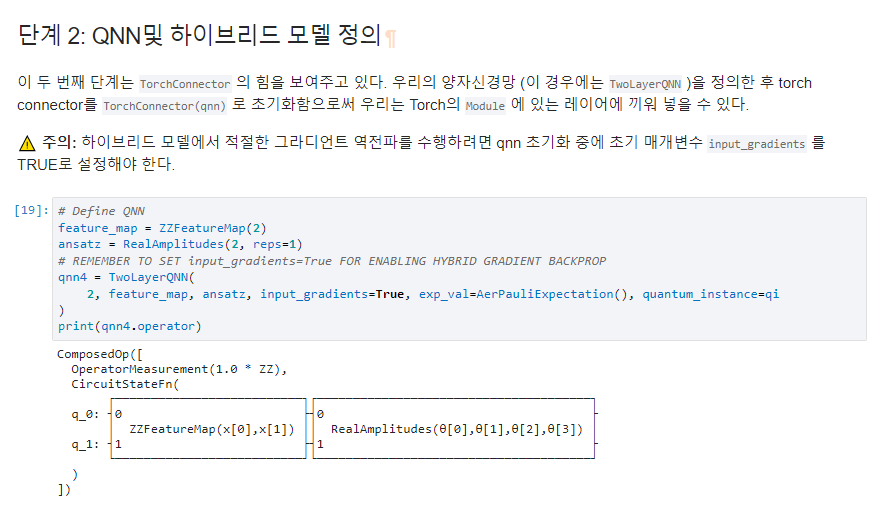 단계 2: QNN및 하이브리드 모델 정의¶
이 두 번째 단계는 TorchConnector 의 힘을 보여주고 있다. 우리의 양자신경망 (이 경우에는 TwoLayerQNN )을 정의한 후 torch
connector를 TorchConnector(qnn) 로 초기화함으로써 우리는 Torch의 Module 에 있는 레이어에 끼워 넣을 수 있다.
⚠ 주의: 하이브리드 모델에서 적절한 그라디언트 역전파를 수행하려면 qnn 초기화 중에 초기 매개변수 input_gradients 를
TRUE로 설정해야 한다.
[19]: # Define QNN
feature_map = ZZFeatureMap(2)
ansatz = RealAmplitudes(2, reps=1)
# REMEMBER TO SET input_gradients=True FOR ENABLING HYBRID GRADIENT BACKPROP
qnn4 = TwoLayerQNN(
    2, feature_map, ansatz, input_gradients=True, exp_val=AerPauliExpectation(), quantum_instance=qi
)
print(qnn4.operator)
ComposedOp([
  OperatorMeasurement(1.0 * ZZ),
  CircuitStateFn(
  q_0: 0 0
  ZZFeatureMap(x[0],x[1]) RealAmplitudes(θ[0],θ[1],θ[2],θ[3])
  q_1: 1 1
  )
])